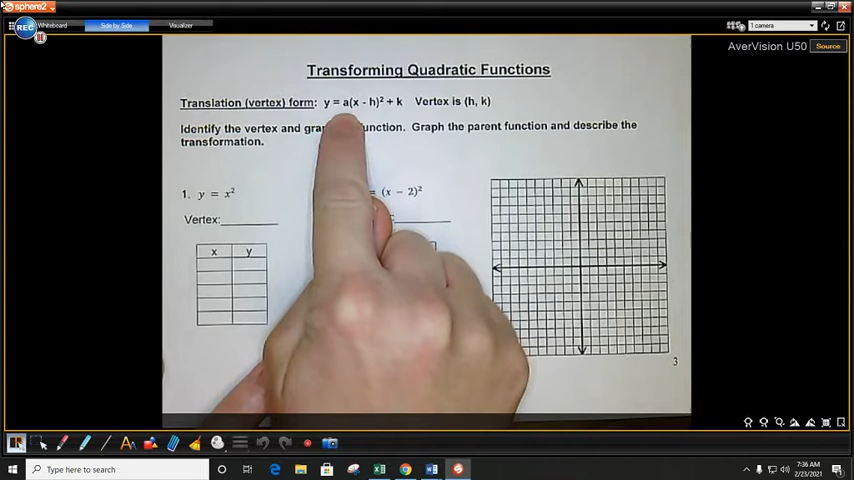 sphere2
REC
Whiteboard
Side by Side
Visualizer
1 camera
AverVision U50
Source
Transforming Quadratic Functions
Translation (vertex) form: y = a(x - h)² + k Vertex is (h, k)
Identify the vertex and function. Graph the parent function and describe the
transformation.
1. y = x²
= (x − 2)²
Vertex:
x y
3
Type here to search
7:36 AM
2/23/2021